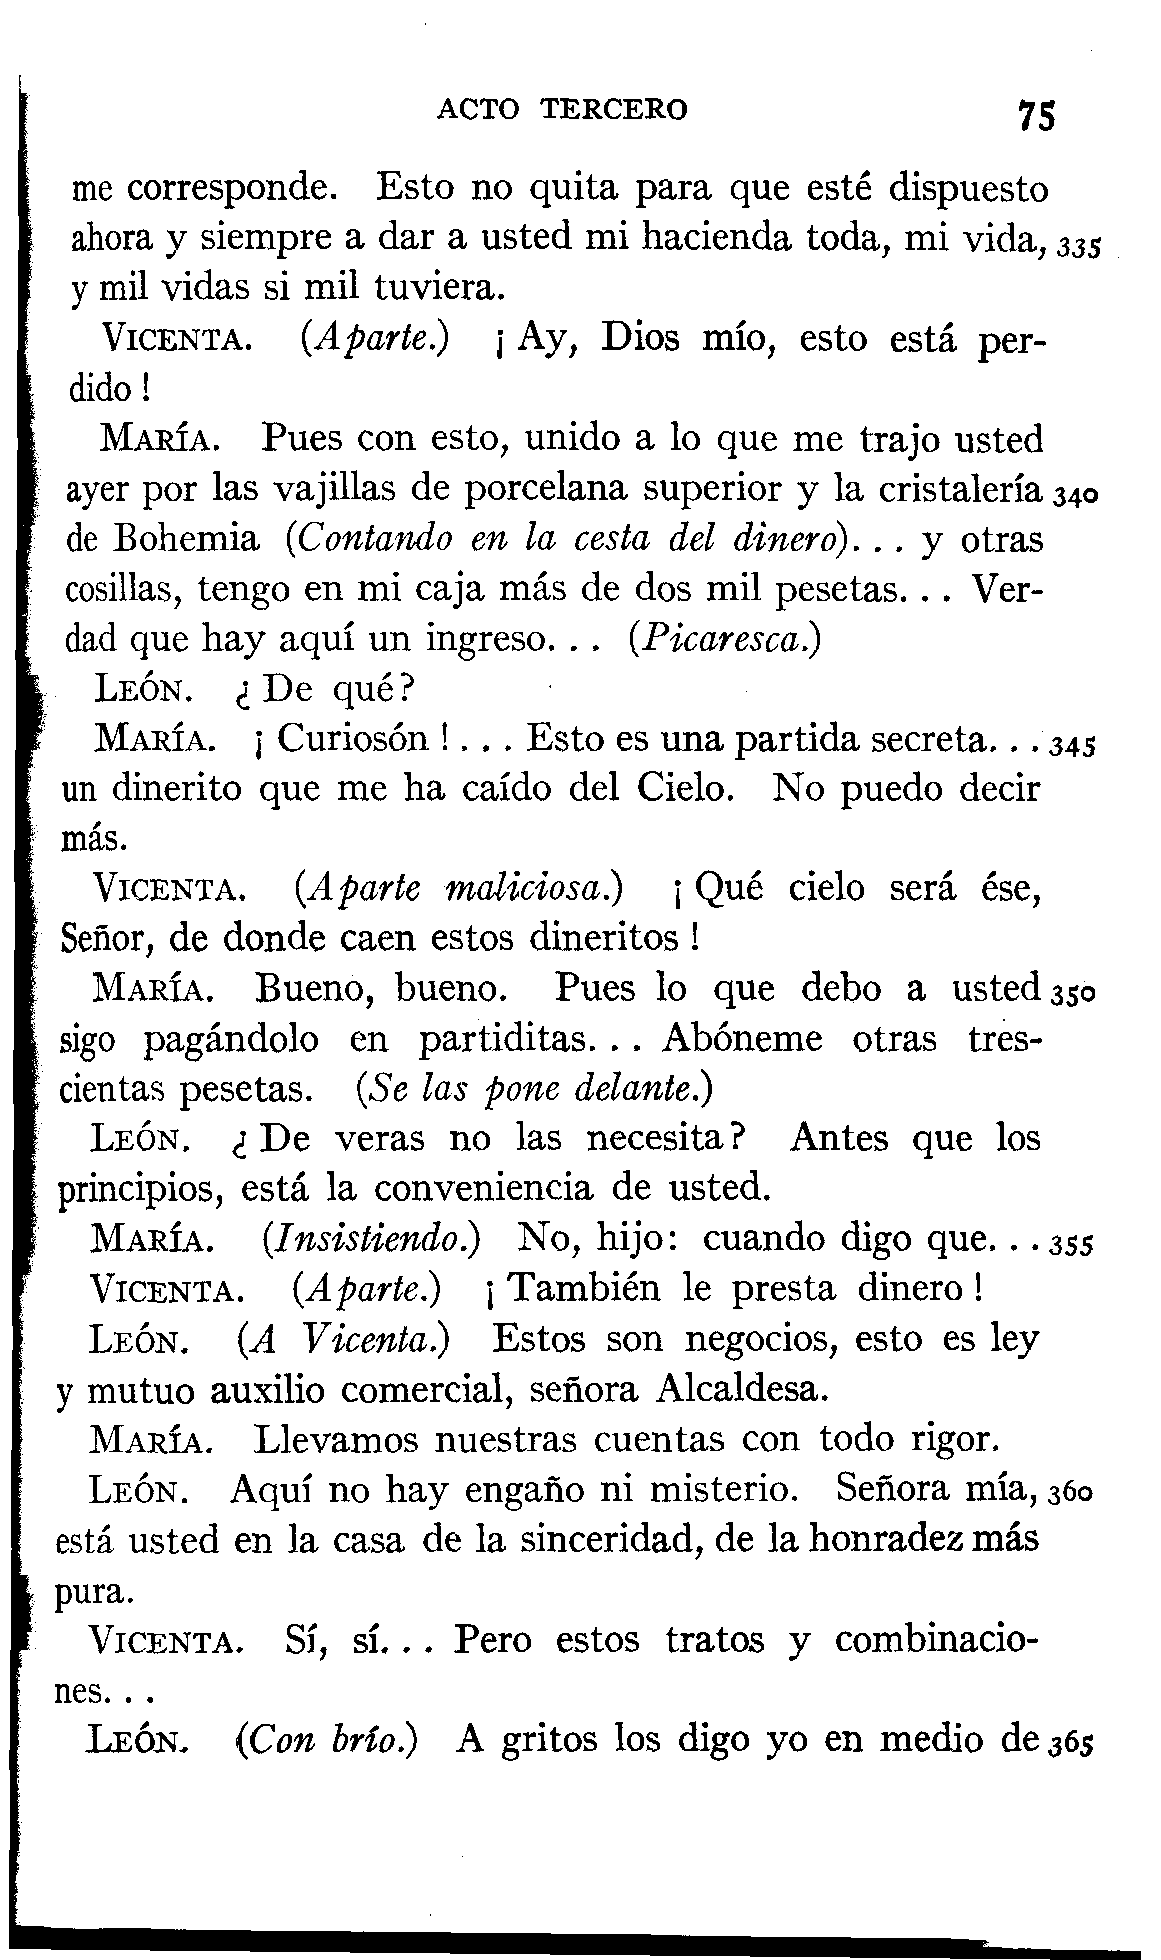 ACTO TERCERO 75
me corresponde. Esto no quita para que esté dispuesto
ahora y siempre a dar a usted mi hacienda toda, mi vida, 335
y mil vidas si mil tuviera.
VICENTA. (Aparte.) ¡ Ay, Dios mío, esto está per-
dido !
MARÍA. Pues con esto, unido a lo que me trajo usted
ayer por las vajillas de porcelana superior y la cristalería 340
de Bohemia (Contando en la cesta del dinero). . . y otras
cosillas, tengo en mi caja más de dos mil pesetas. . . Ver-
dad que hay aquí un ingreso. . . (Picaresca.)
LEÓN. ¿ De qué?
MARÍA. ¡ Curiosón ! . . . Esto es una partida secreta. . . 345
un dinerito que me ha caído del Cielo. No puedo decir
más.
VICENTA. (Aparte maliciosa.) ¡ Qué cielo será ése,
Señor, de donde caen estos dineritos !
MARÍA. Bueno, bueno. Pues lo que debo a usted 350
sigo pagándolo en partiditas. . . Abóneme otras tres-
cientas pesetas. (Se las pone delante.)
LEÓN. ¿ De veras no las necesita? Antes que los
principios, está la conveniencia de usted.
MARÍA. (Insistiendo.) No, hijo: cuando digo que. . . 355
VICENTA. (Aparte.) ¡ También le presta dinero !
LEÓN. (A Vicenta.) Estos son negocios, esto es ley
y mutuo auxilio comercial, señora Alcaldesa.
MARÍA. Llevamos nuestras cuentas con todo rigor.
LEÓN. Aquí no hay engaño ni misterio. Señora mía, 360
está usted en la casa de la sinceridad, de la honradez más
pura.
VICENTA. Sí, sí. . . Pero estos tratos y combinacio-
nes. . .
LEÓN. (Con brío.) A gritos los digo yo en medio de 365